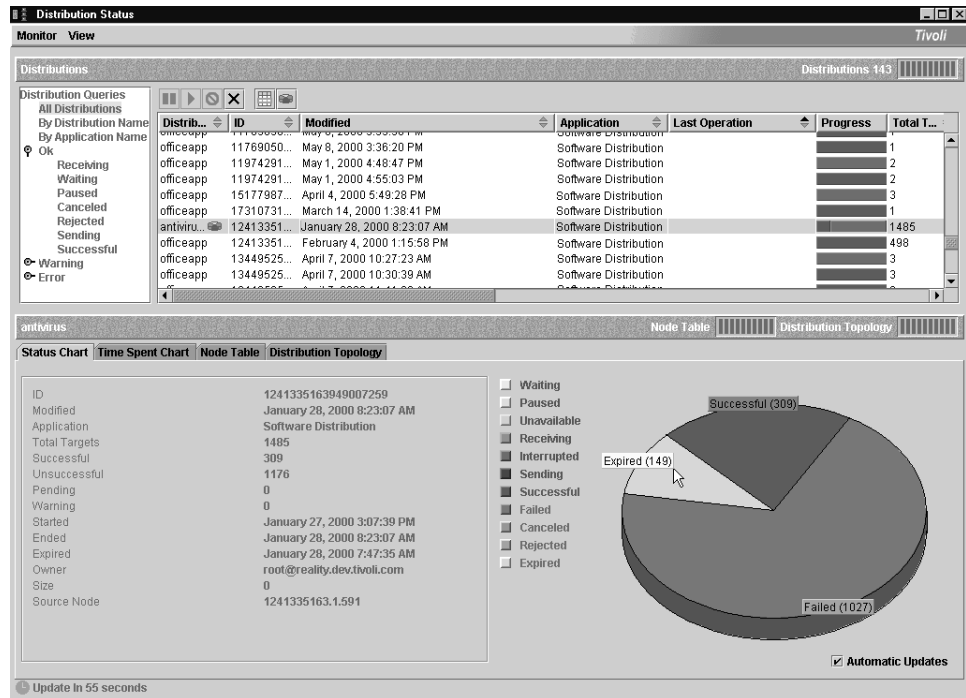 Distribution Status
Monitor View
Tivoli
Distributions
Distributions 143
Distribution Queries
All Distributions
By Distribution Name
By Application Name
Ok
Receiving
Waiting
Paused
Canceled
Rejected
Sending
Successful
Warning
Error
Distrib... ID Modified Application Last Operation Progress Total T...
officeapp 11769050... May 8, 2000 3:36:20 PM Software Distribution 1
officeapp 11974291... May 1, 2000 4:48:47 PM Software Distribution 2
officeapp 11974291... May 1, 2000 4:55:03 PM Software Distribution 2
officeapp 15177987... April 4, 2000 5:49:28 PM Software Distribution 3
officeapp 17310731... March 14, 2000 1:38:41 PM Software Distribution 1
antiviru... 12413351... January 28, 2000 8:23:07 AM Software Distribution 1485
officeapp 12413351... February 4, 2000 1:15:58 PM Software Distribution 498
officeapp 13449525... April 7, 2000 10:27:23 AM Software Distribution 3
officeapp 13449525... April 7, 2000 10:30:39 AM Software Distribution 3
antivirus
Node Table
Distribution Topology
Status Chart Time Spent Chart Node Table Distribution Topology
ID 1241335163949007259
Modified January 28, 2000 8:23:07 AM
Application Software Distribution
Total Targets 1485
Successful 309
Unsuccessful 1176
Pending 0
Warning 0
Started January 27, 2000 3:07:39 PM
Ended January 28, 2000 8:23:07 AM
Expired January 28, 2000 7:47:35 AM
Owner root@reality.dev.tivoli.com
Size 0
Source Node 1241335163.1.591
Waiting
Paused
Unavailable
Receiving
Interrupted
Sending
Successful
Failed
Canceled
Rejected
Expired
Successful (309)
Expired (149)
Failed (1027)
Automatic Updates
Update In 55 seconds